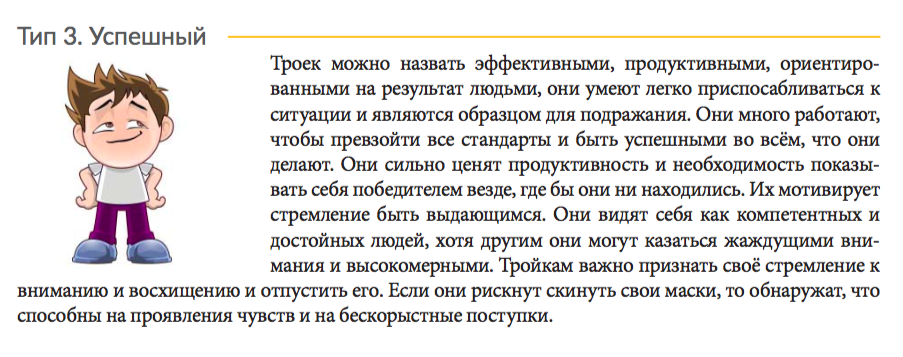 Тип 3. Успешный
Троек можно назвать эффективными, продуктивными, ориентиро-
ванными на результат людьми, они умеют легко приспосабливаться к
ситуации и являются образцом для подражания. Они много работают,
чтобы превзойти все стандарты и быть успешными во всём, что они
делают. Они сильно ценят продуктивность и необходимость показы-
вать себя победителем везде, где бы они ни находились. Их мотивирует
стремление быть выдающимся. Они видят себя как компетентных и
достойных людей, хотя другим они могут казаться жаждущими вни-
мания и высокомерными. Тройкам важно признать своё стремление к
вниманию и восхищению и отпустить его. Если они рискнут скинуть свои маски, то обнаружат, что
способны на проявления чувств и на бескорыстные поступки.